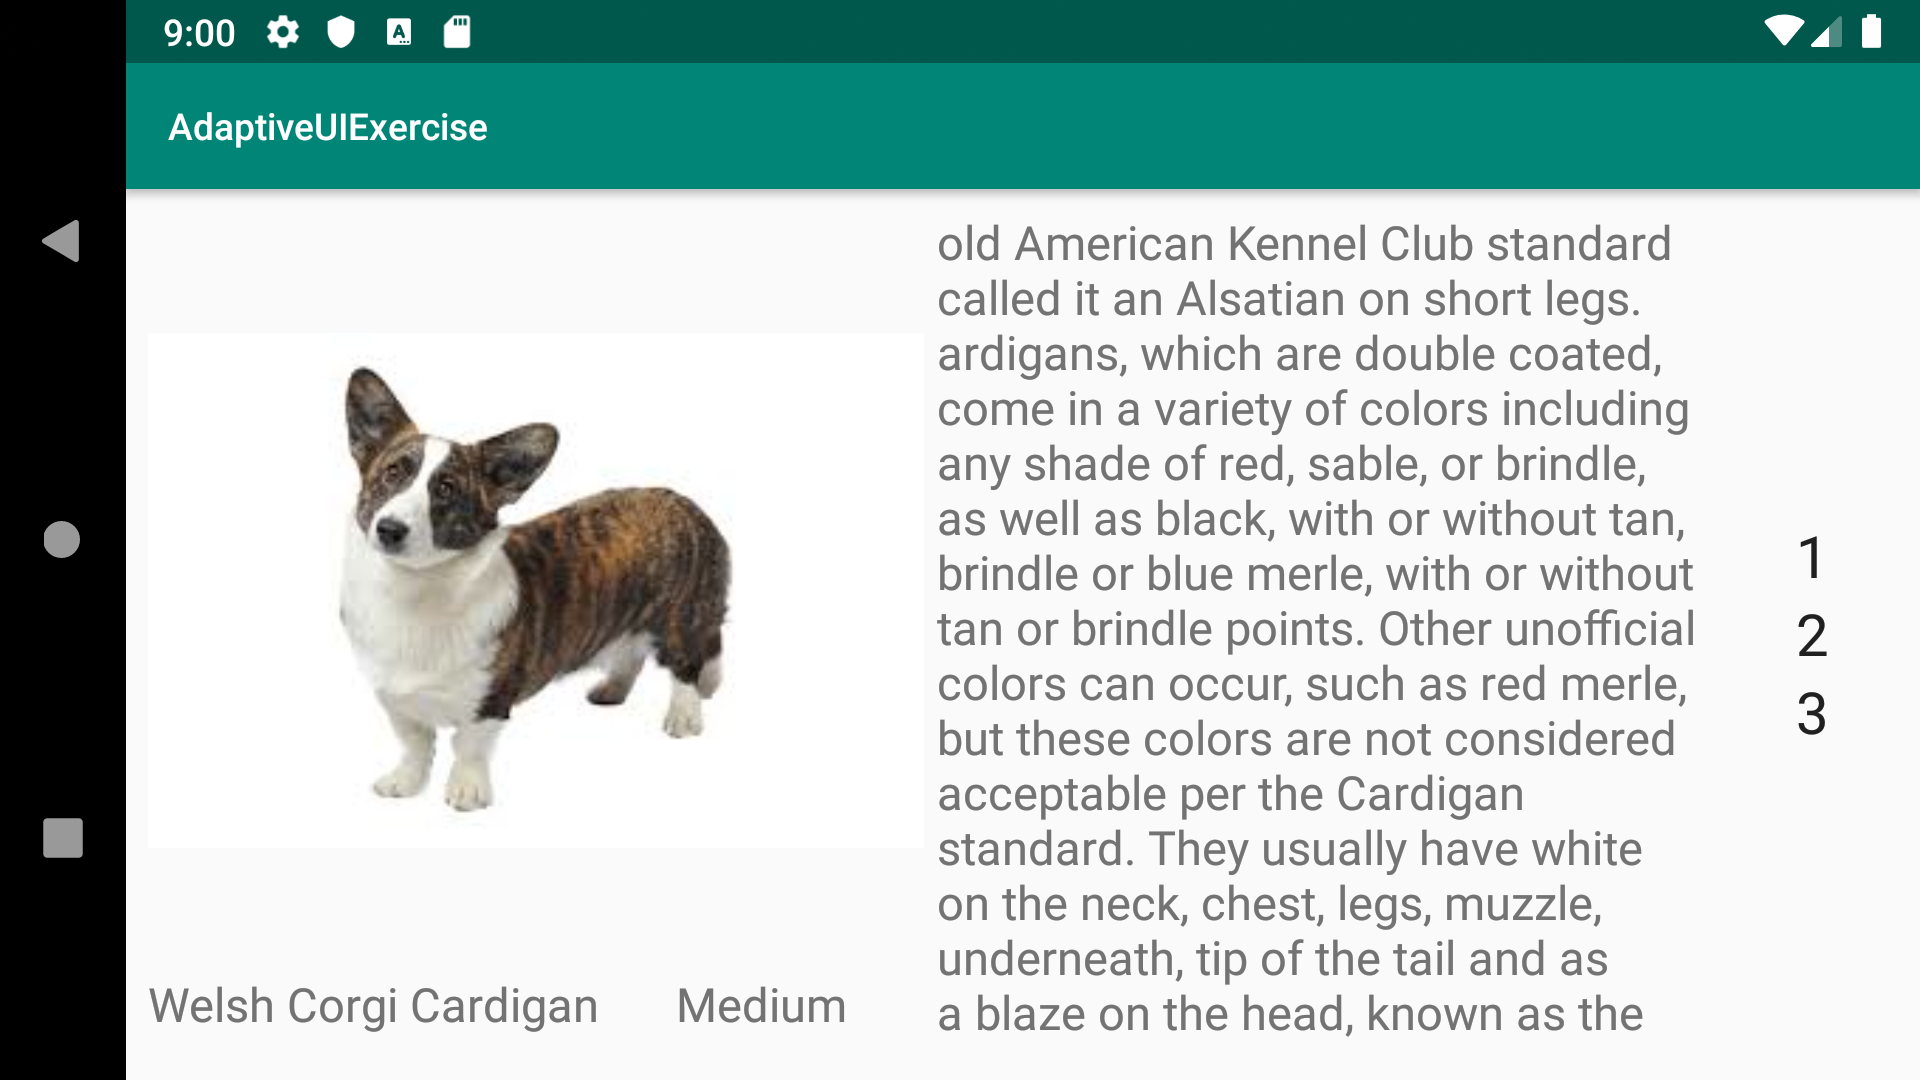 9:00
AdaptiveUIExercise
old American Kennel Club standard
called it an Alsatian on short legs.
ardigans, which are double coated,
come in a variety of colors including
any shade of red, sable, or brindle,
as well as black, with or without tan,
brindle or blue merle, with or without
tan or brindle points. Other unofficial
colors can occur, such as red merle,
but these colors are not considered
acceptable per the Cardigan
standard. They usually have white
on the neck, chest, legs, muzzle,
underneath, tip of the tail and as
a blaze on the head, known as the
Welsh Corgi Cardigan Medium
1
2
3